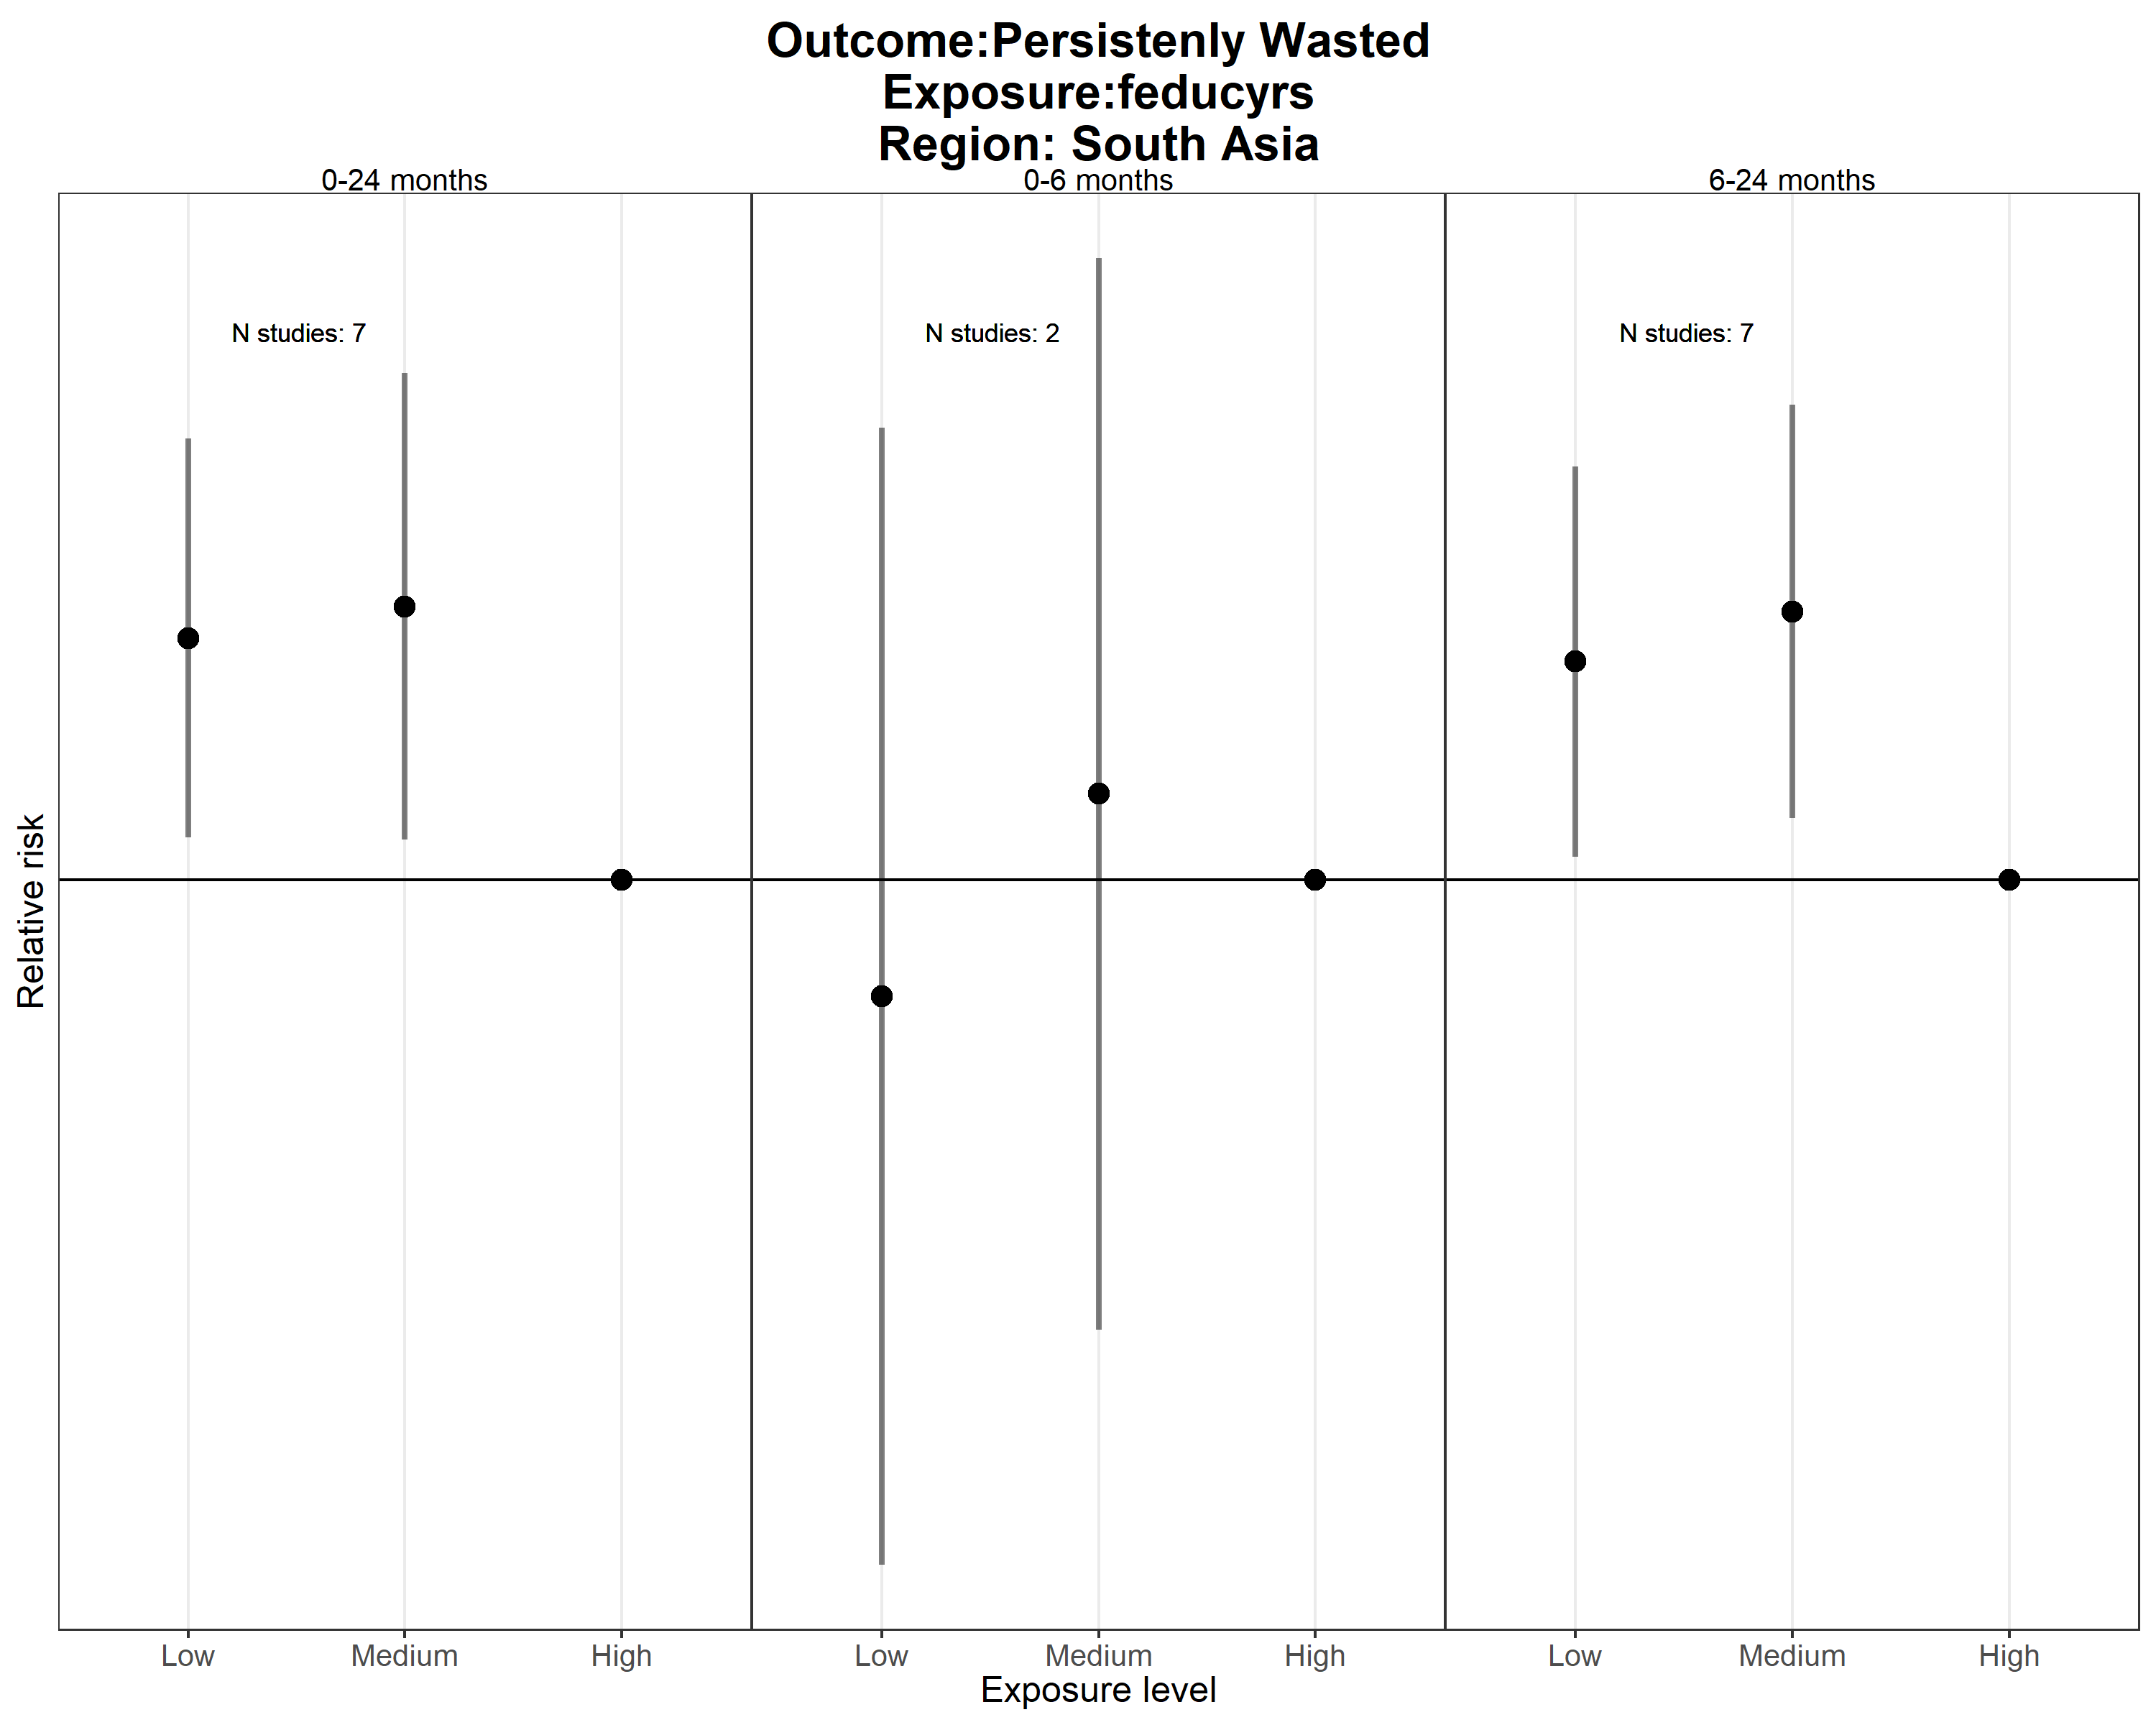 Outcome:Persistenly Wasted
Exposure:feducyrs
Region: South Asia
0-24 months
0-6 months
6-24 months
N studies: 7
N studies: 2
N studies: 7
Relative risk
Low
Medium
High
Low
Medium
High
Low
Medium
High
Exposure level